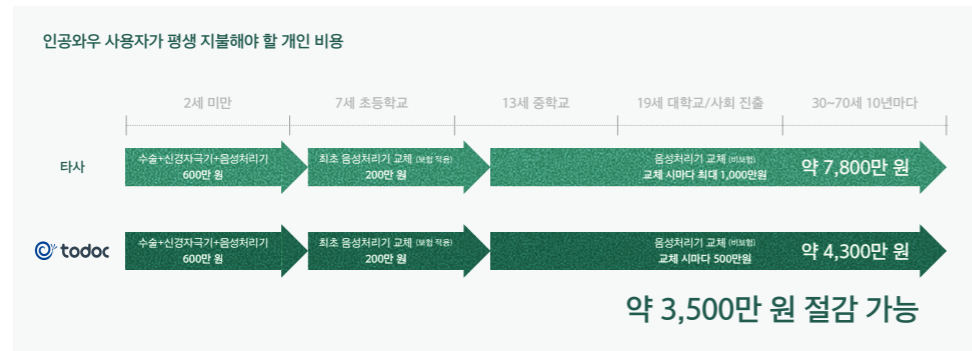 인공와우 사용자가 평생 지불해야 할 개인 비용
2세 미만
7세 초등학교
13세 중학교
19세 대학교/사회 진출
30~70세 10년마다
타사
수술+신경자극기+음성처리기
600만 원
최초 음성처리기 교체 (보험 적용)
200만 원
음성처리기 교체 (비보험)
교체 시마다 최대 1,000만원
약 7,800만 원
todoc
수술+신경자극기+음성처리기
600만 원
최초 음성처리기 교체 (보험 적용)
200만 원
음성처리기 교체 (비보험)
교체 시마다 500만원
약 4,300만 원
약 3,500만 원 절감 가능